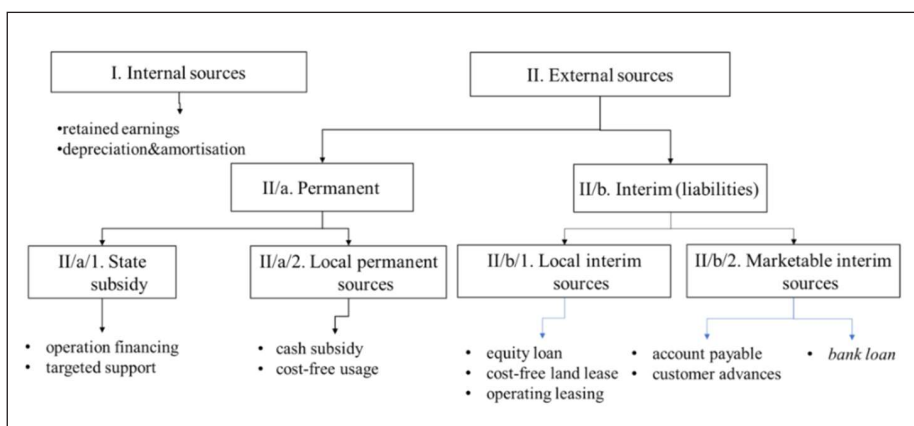 I. Internal sources
II. External sources
•retained earnings
•depreciation&amortisation
II/a. Permanent
II/b. Interim (liabilities)
II/a/1. State
subsidy
II/a/2. Local permanent
sources
II/b/1. Local interim
sources
II/b/2. Marketable interim
sources
• operation financing
• targeted support
• cash subsidy
• cost-free usage
• equity loan
• cost-free land lease
• operating leasing
• account payable
• customer advances
• bank loan